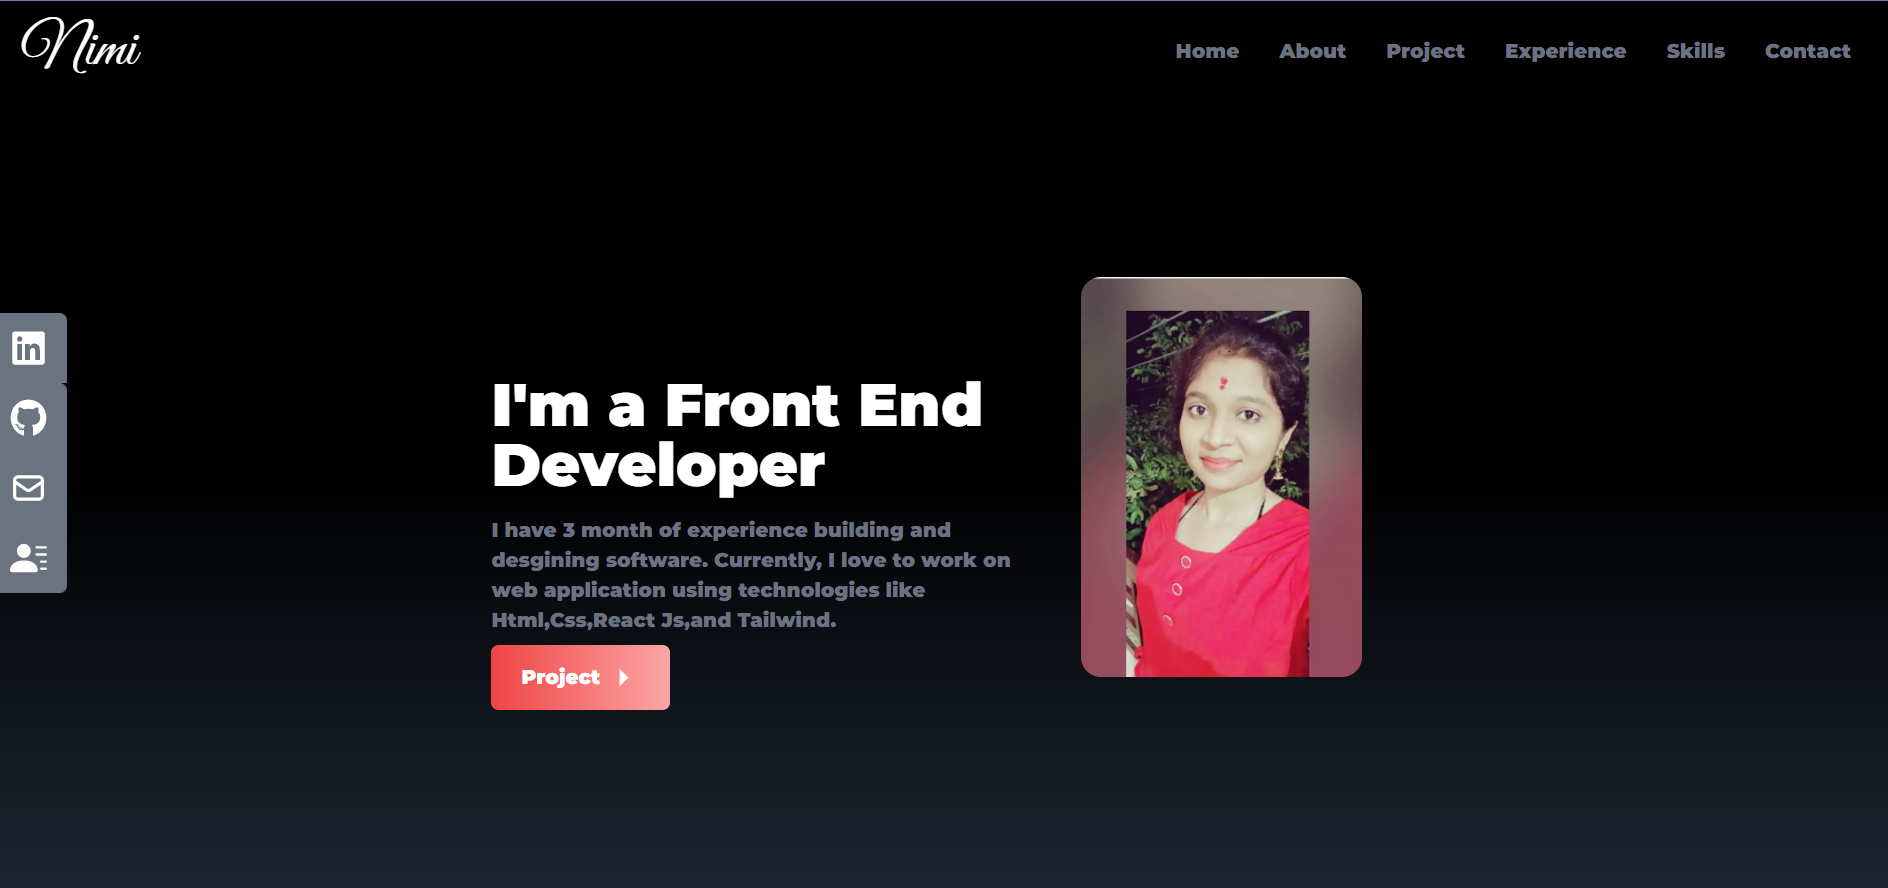 Nimi
Home About Project Experience Skills Contact
in
I'm a Front End
Developer
I have 3 month of experience building and
desgining software. Currently, I love to work on
web application using technologies like
Html,Css,React Js,and Tailwind.
Project